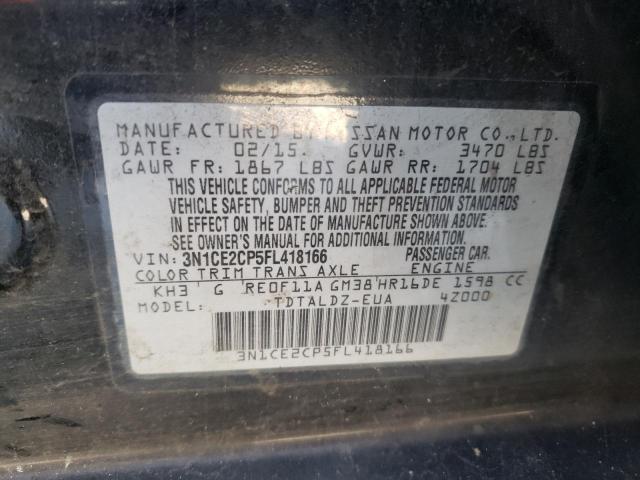 MANUFACTURED BY NISSAN MOTOR CO.,LTD.
DATE: 02/15. GVWR: 3470 LBS
GAWR FR: 1867 LBS GAWR RR: 1704 LBS
THIS VEHICLE CONFORMS TO ALL APPLICABLE FEDERAL MOTOR
VEHICLE SAFETY, BUMPER AND THEFT PREVENTION STANDARDS
IN EFFECT ON THE DATE OF MANUFACTURE SHOWN ABOVE.
SEE OWNER'S MANUAL FOR ADDITIONAL INFORMATION.
VIN: 3N1CE2CP5FL418166 PASSENGER CAR.
COLOR TRIM TRANS AXLE ENGINE
KH3 G RE0F11A GM38 HR16DE 1598 CC
MODEL: TDTALDZ-EUA 4Z000
3N1CE2CP5FL418166